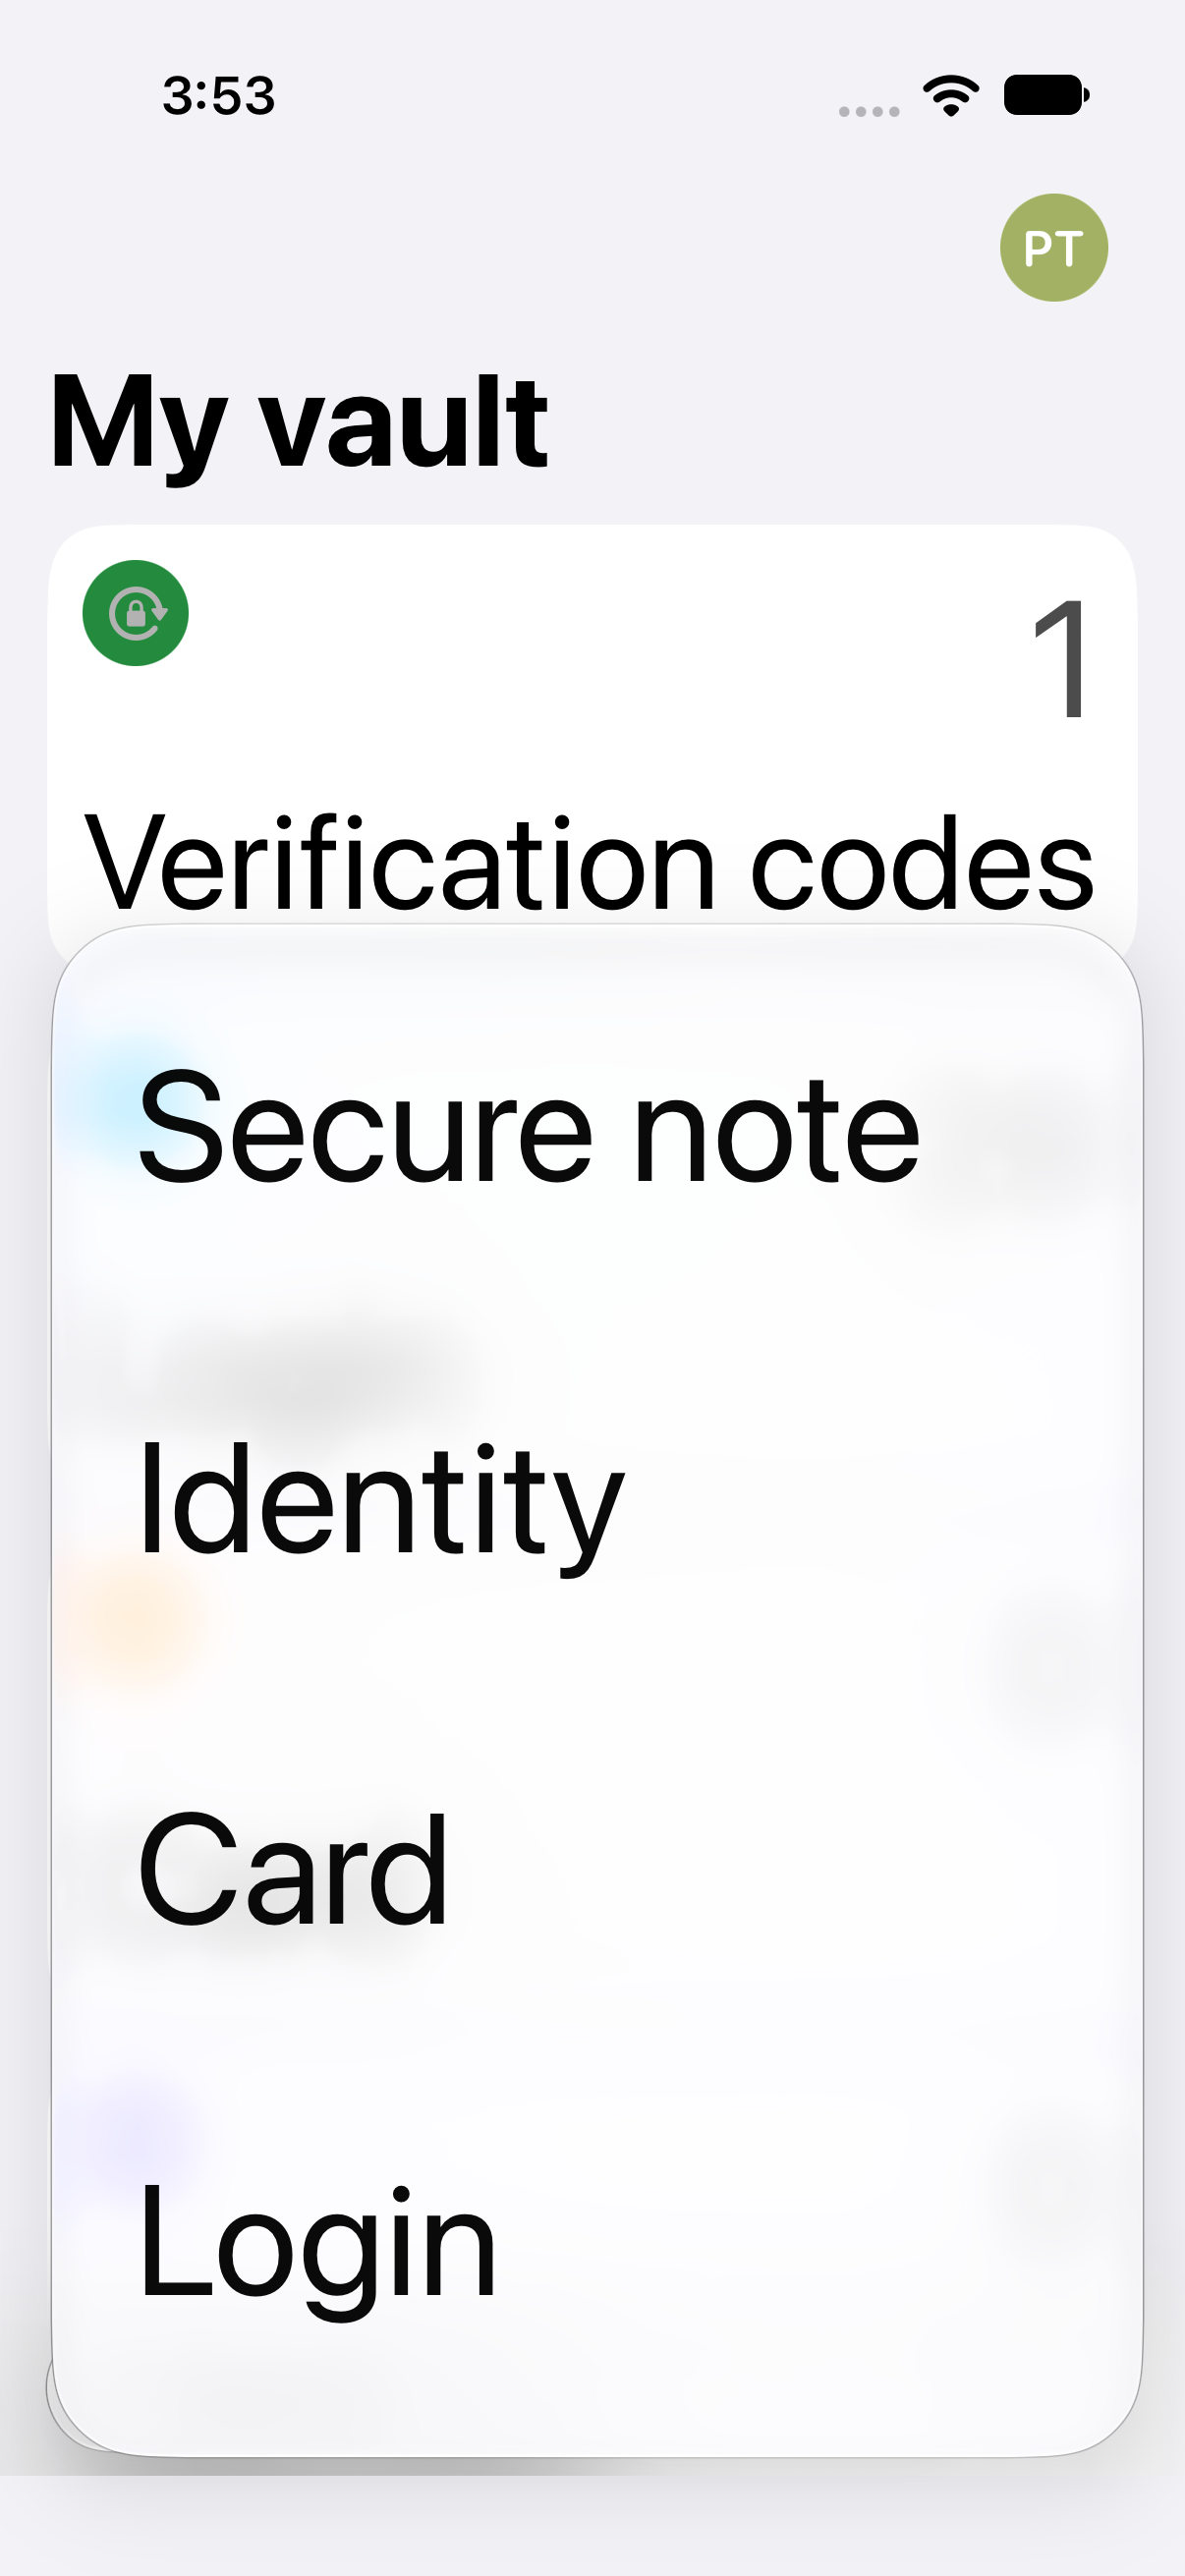 3:53
PT
My vault
1
Verification codes
Secure note
Identity
Card
Login